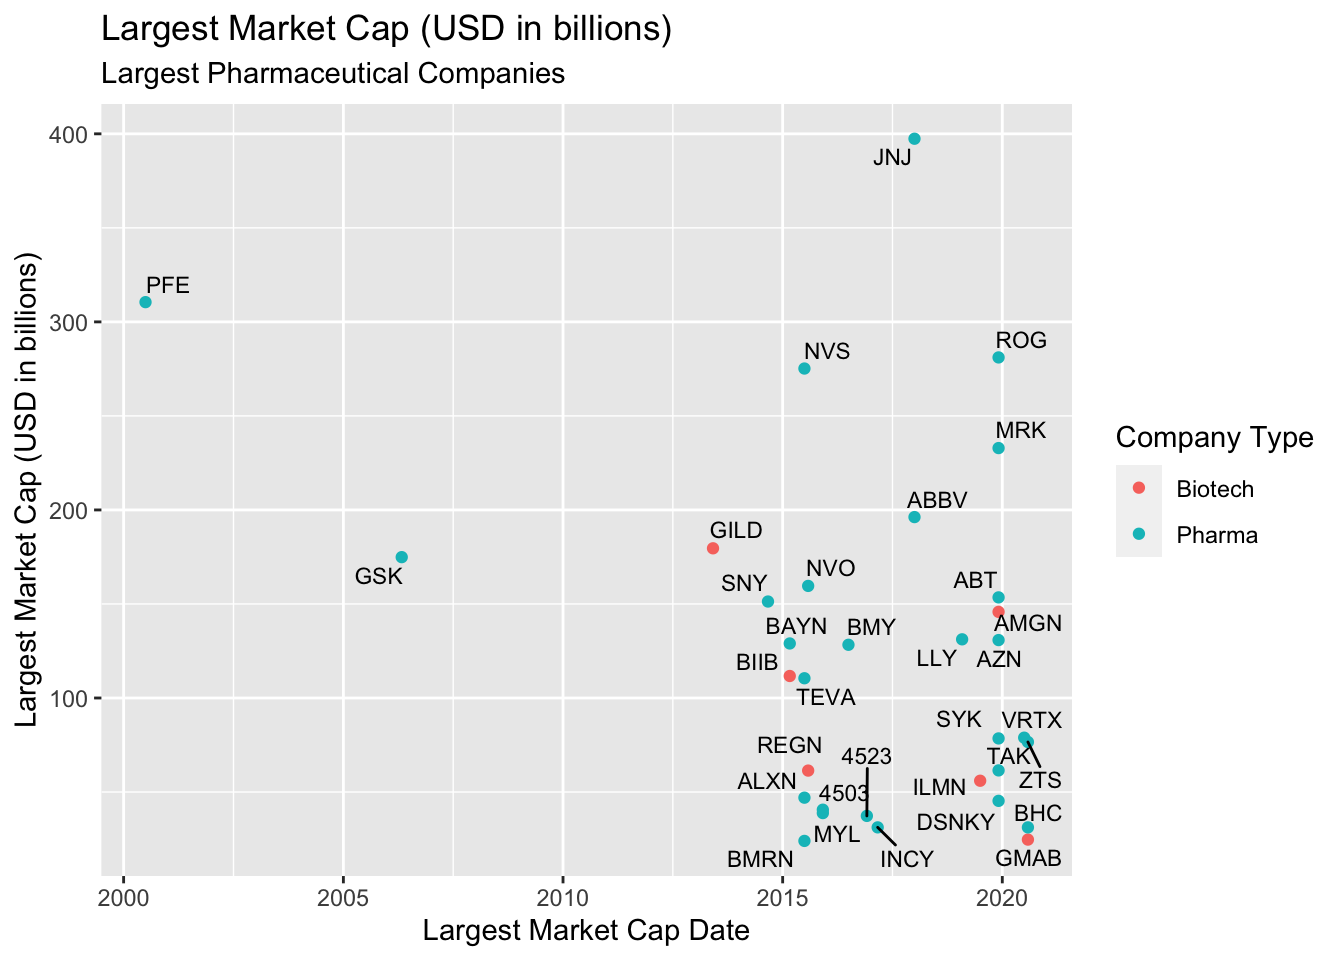 Largest Market Cap (USD in billions)
Largest Pharmaceutical Companies
Largest Market Cap (USD in billions)
400
300
200
100
JNJ
PFE
ROG
NVS
MRK
ABBV
GILD
GSK
NVO
SNY
ABT
AMGN
BAYN
BMY
LLY
AZN
BIIB
TEVA
SYK
VRTX
REGN
4523
TAK
ZTS
ALXN
ILMN
4503
BHC
DSNKY
MYL
BMRN
INCY
GMAB
2000
2005
2010
2015
2020
Largest Market Cap Date
Company Type
Biotech
Pharma